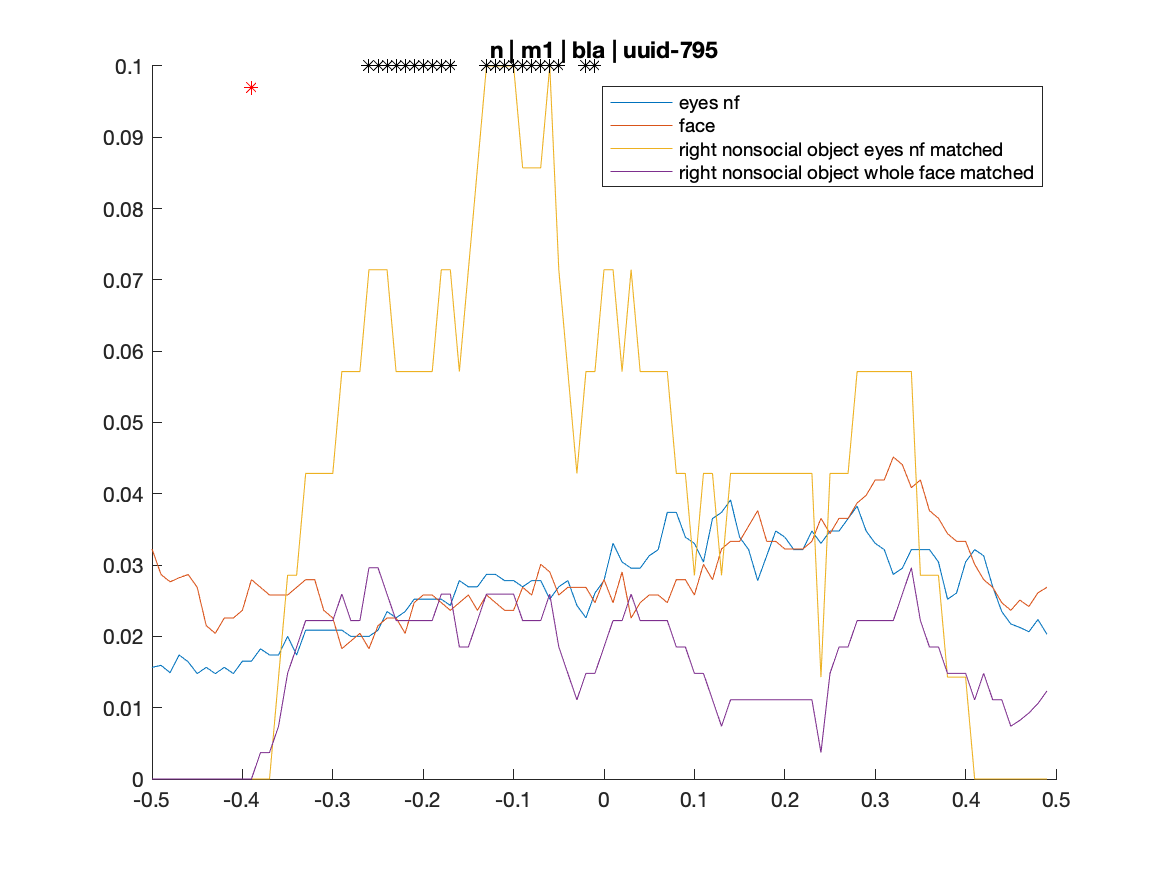 n | m1 | bla | uuid-795
0.1
0.09
0.08
0.07
0.06
0.05
0.04
0.03
0.02
0.01
0
eyes nf
face
right nonsocial object eyes nf matched
right nonsocial object whole face matched
-0.5 -0.4 -0.3 -0.2 -0.1 0 0.1 0.2 0.3 0.4 0.5